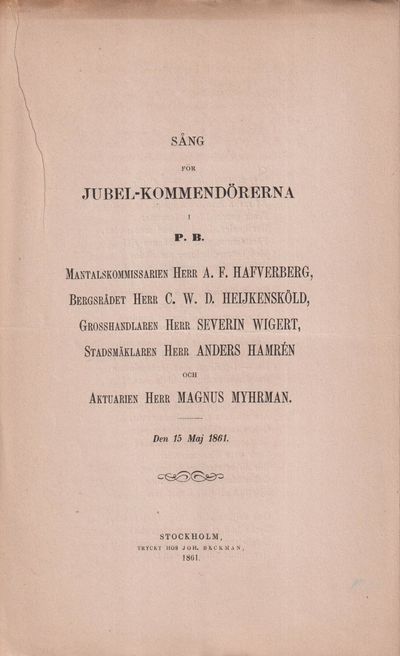 SÅNG
FÖR
JUBEL-KOMMENDÖRERNA
I
P. B.
MANTALSKOMMISSARIEN HERR A. F. HAFVERBERG,
BERGSRÅDET HERR C. W. D. HEIJKENSKÖLD,
GROSSHANDLAREN HERR SEVERIN WIGERT,
STADSMÄKLAREN HERR ANDERS HAMRÉN
OCH
AKTUARIEN HERR MAGNUS MYHRMAN.
Den 15 Maj 1861.
STOCKHOLM,
TRYCKT HOS JOH. BECKMAN,
1861.